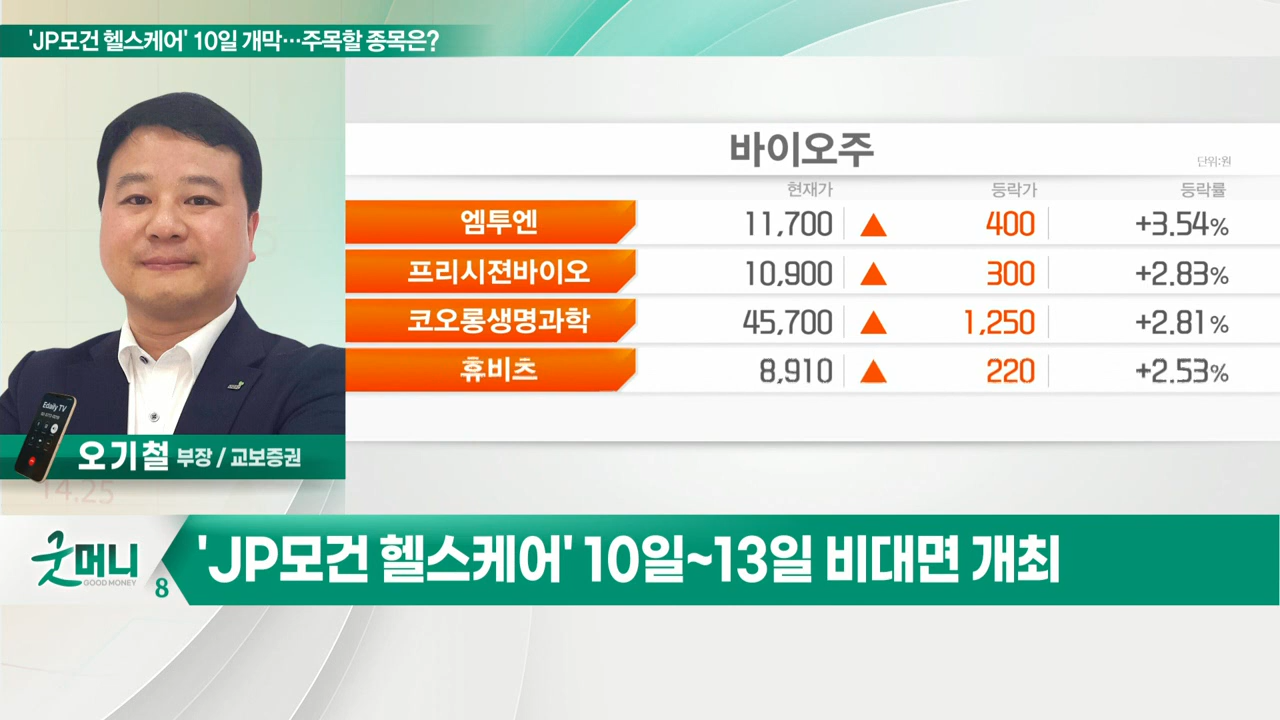 'JP모건 헬스케어' 10일 개막…주목할 종목은?
바이오주
단위:원
현재가 등락가 등락률
엠투엔 11,700 ▲ 400 +3.54%
프리시젼바이오 10,900 ▲ 300 +2.83%
코오롱생명과학 45,700 ▲ 1,250 +2.81%
휴비츠 8,910 ▲ 220 +2.53%
Edaily TV
오기철 부장 / 교보증권
14.25
굿머니
GOOD MONEY
8
'JP모건 헬스케어' 10일~13일 비대면 개최